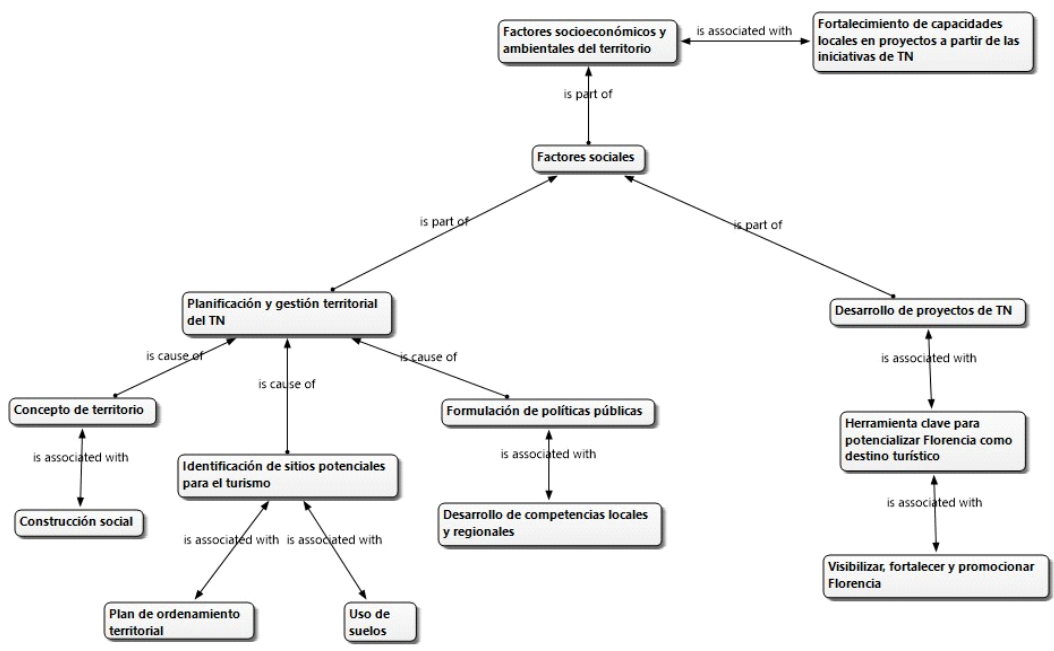 Factores socioeconómicos y
ambientales del territorio
is associated with
Fortalecimiento de capacidades
locales en proyectos a partir de las
iniciativas de TN
is part of
Factores sociales
is part of
is part of
Planificación y gestión territorial
del TN
Desarrollo de proyectos de TN
is cause of
is cause of
is cause of
is associated with
Concepto de territorio
Formulación de políticas públicas
Herramienta clave para
potencializar Florencia como
destino turístico
is associated with
Identificación de sitios potenciales
para el turismo
is associated with
is associated with
Construcción social
Desarrollo de competencias locales
y regionales
is associated with
is associated with
Visibilizar, fortalecer y promocionar
Florencia
Plan de ordenamiento
territorial
Uso de
suelos